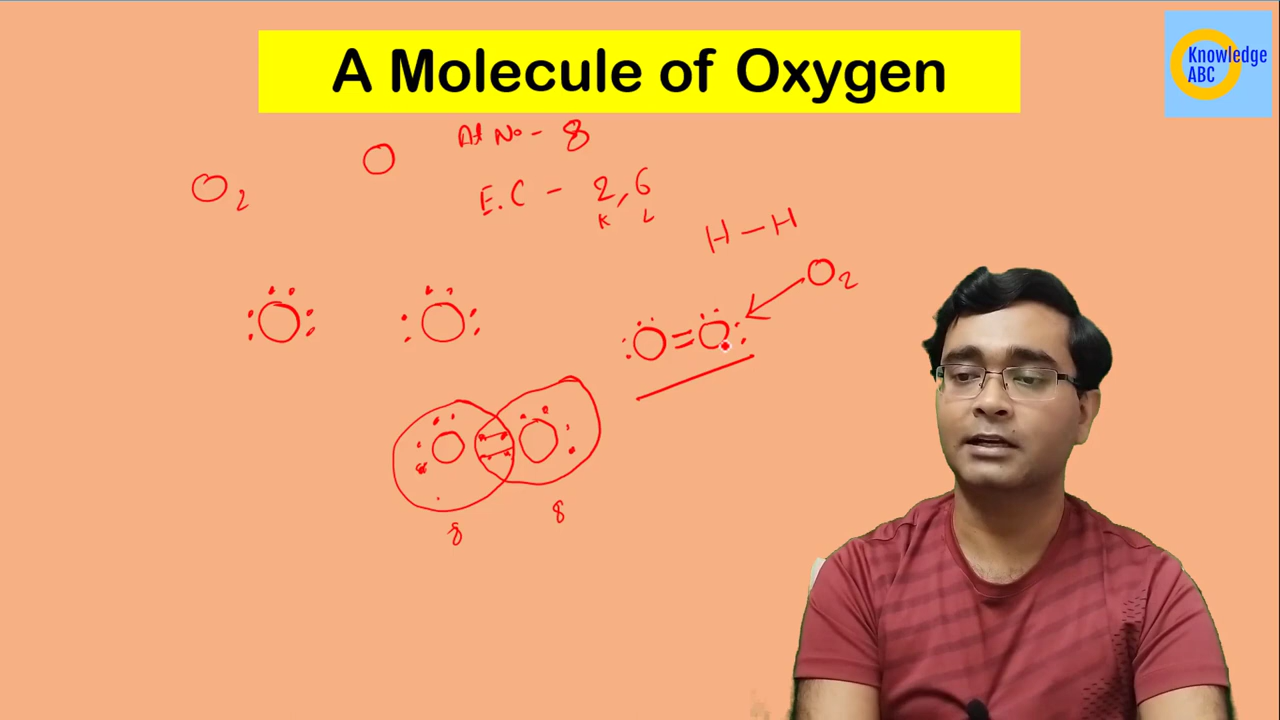 A Molecule of Oxygen
Knowledge
ABC
At No - 8
O
O2
E.C - 2,6
K L
H-H
O2
O O
O=O
O O
8 8